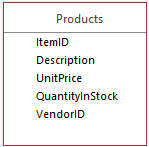 Products
ItemID
Description
UnitPrice
QuantityInStock
VendorID